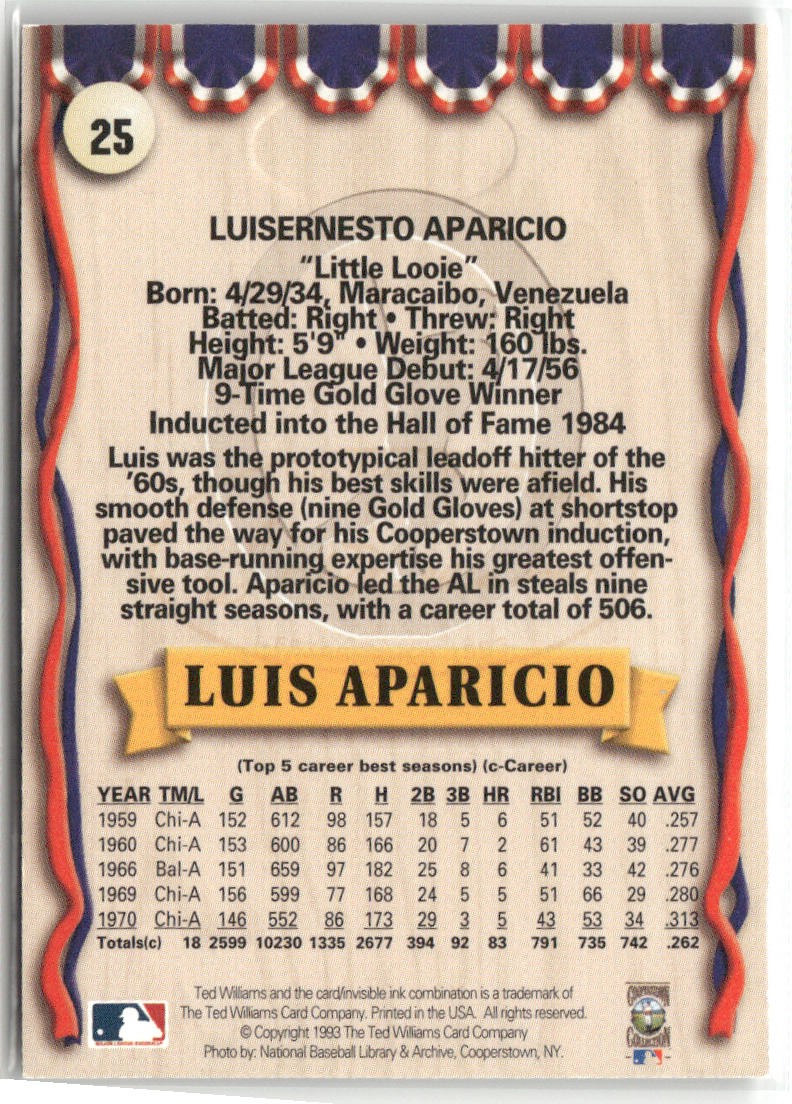 25
LUISERNESTO APARICIO
"Little Looie"
Born: 4/29/34, Maracaibo, Venezuela
Batted: Right • Threw: Right
Height: 5'9" • Weight: 160 lbs.
Major League Debut: 4/17/56
9-Time Gold Glove Winner
Inducted into the Hall of Fame 1984
Luis was the prototypical leadoff hitter of the
'60s, though his best skills were afield. His
smooth defense (nine Gold Gloves) at shortstop
paved the way for his Cooperstown induction,
with base-running expertise his greatest offen-
sive tool. Aparicio led the AL in steals nine
straight seasons, with a career total of 506.
LUIS APARICIO
(Top 5 career best seasons) (c-Career)
YEAR TM/L G AB R H 2B 3B HR RBI BB SO AVG
1959 Chi-A 152 612 98 157 18 5 6 51 52 40 .257
1960 Chi-A 153 600 86 166 20 7 2 61 43 39 .277
1966 Bal-A 151 659 97 182 25 8 6 41 33 42 .276
1969 Chi-A 156 599 77 168 24 5 5 51 66 29 .280
1970 Chi-A 146 552 86 173 29 3 5 43 53 34 .313
Totals(c) 18 2599 10230 1335 2677 394 92 83 791 735 742 .262
Ted Williams and the card/invisible ink combination is a trademark of
The Ted Williams Card Company. Printed in the USA. All rights reserved.
© Copyright 1993 The Ted Williams Card Company
Photo by: National Baseball Library & Archive, Cooperstown, NY.
COOPERSTOWN
COLLECTION